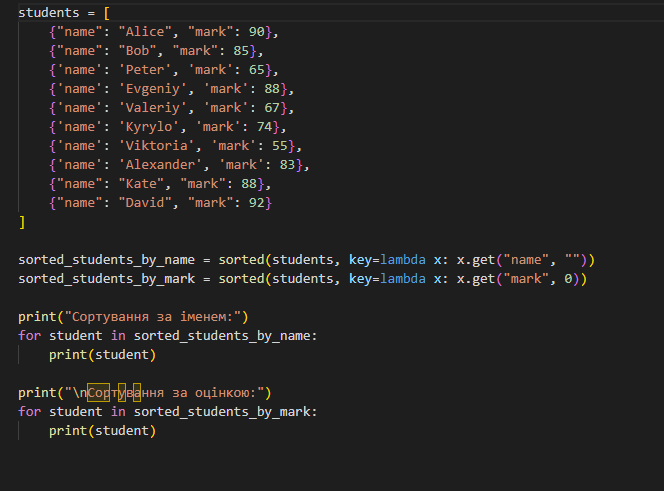 students = [
    {"name": "Alice", "mark": 90},
    {"name": "Bob", "mark": 85},
    {'name': 'Peter', 'mark': 65},
    {'name': 'Evgeniy', 'mark': 88},
    {'name': 'Valeriy', 'mark': 67},
    {'name': 'Kyrylo', 'mark': 74},
    {'name': 'Viktoria', 'mark': 55},
    {'name': 'Alexander', 'mark': 83},
    {"name": "Kate", "mark": 88},
    {"name": "David", "mark": 92}
]
sorted_students_by_name = sorted(students, key=lambda x: x.get("name", ""))
sorted_students_by_mark = sorted(students, key=lambda x: x.get("mark", 0))
print("Сортування за іменем:")
for student in sorted_students_by_name:
    print(student)
print("\nСортування за оцінкою:")
for student in sorted_students_by_mark:
    print(student)